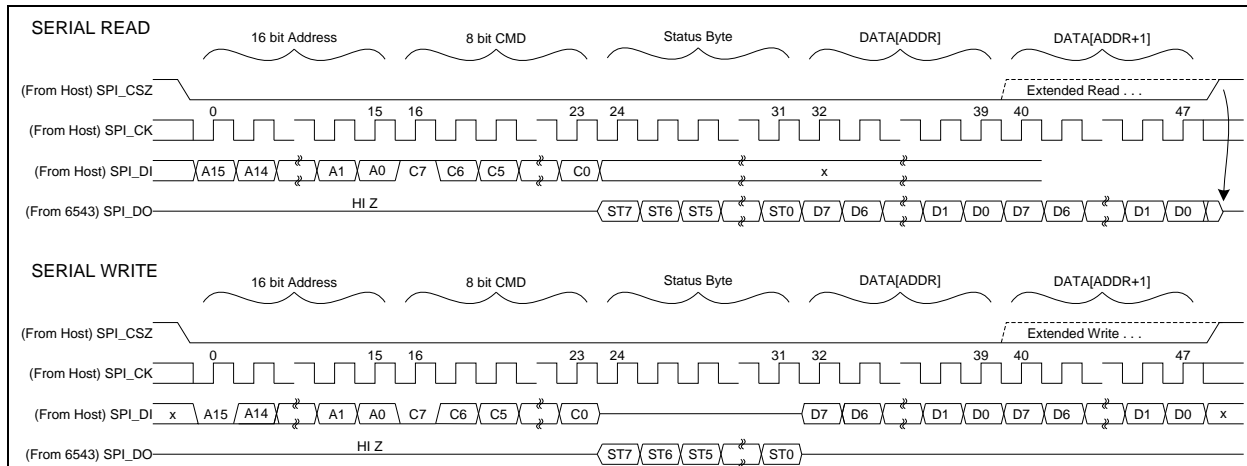 SERIAL READ
16 bit Address 8 bit CMD Status Byte DATA[ADDR] DATA[ADDR+1]
(From Host) SPI_CSZ Extended Read . . .
0 15 16 23 24 31 32 39 40 47
(From Host) SPI_CK
(From Host) SPI_DI A15 A14 A1 A0 C7 C6 C5 C0 x
(From 6543) SPI_DO HI Z ST7 ST6 ST5 ST0 D7 D6 D1 D0 D7 D6 D1 D0
SERIAL WRITE
16 bit Address 8 bit CMD Status Byte DATA[ADDR] DATA[ADDR+1]
(From Host) SPI_CSZ Extended Write . . .
0 15 16 23 24 31 32 39 40 47
(From Host) SPI_CK
(From Host) SPI_DI x A15 A14 A1 A0 C7 C6 C5 C0 D7 D6 D1 D0 D7 D6 D1 D0 x
(From 6543) SPI_DO HI Z ST7 ST6 ST5 ST0